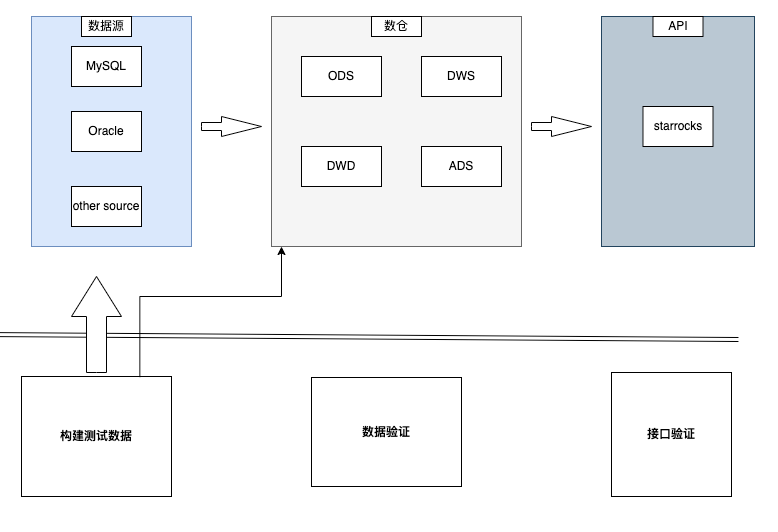 数据源
MySQL
Oracle
other source
数仓
ODS
DWS
DWD
ADS
API
starrocks
构建测试数据
数据验证
接口验证